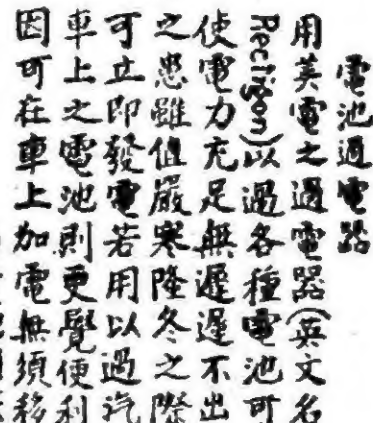 電池過電器
用美電之過電器(英文名
Rectigon)以過各種電池可
使電力充足無遲遲不出
之患雖值嚴寒隆冬之際
可立即發電若用以過汽
車上之電池則更覺便利
因可在車上加電無須移